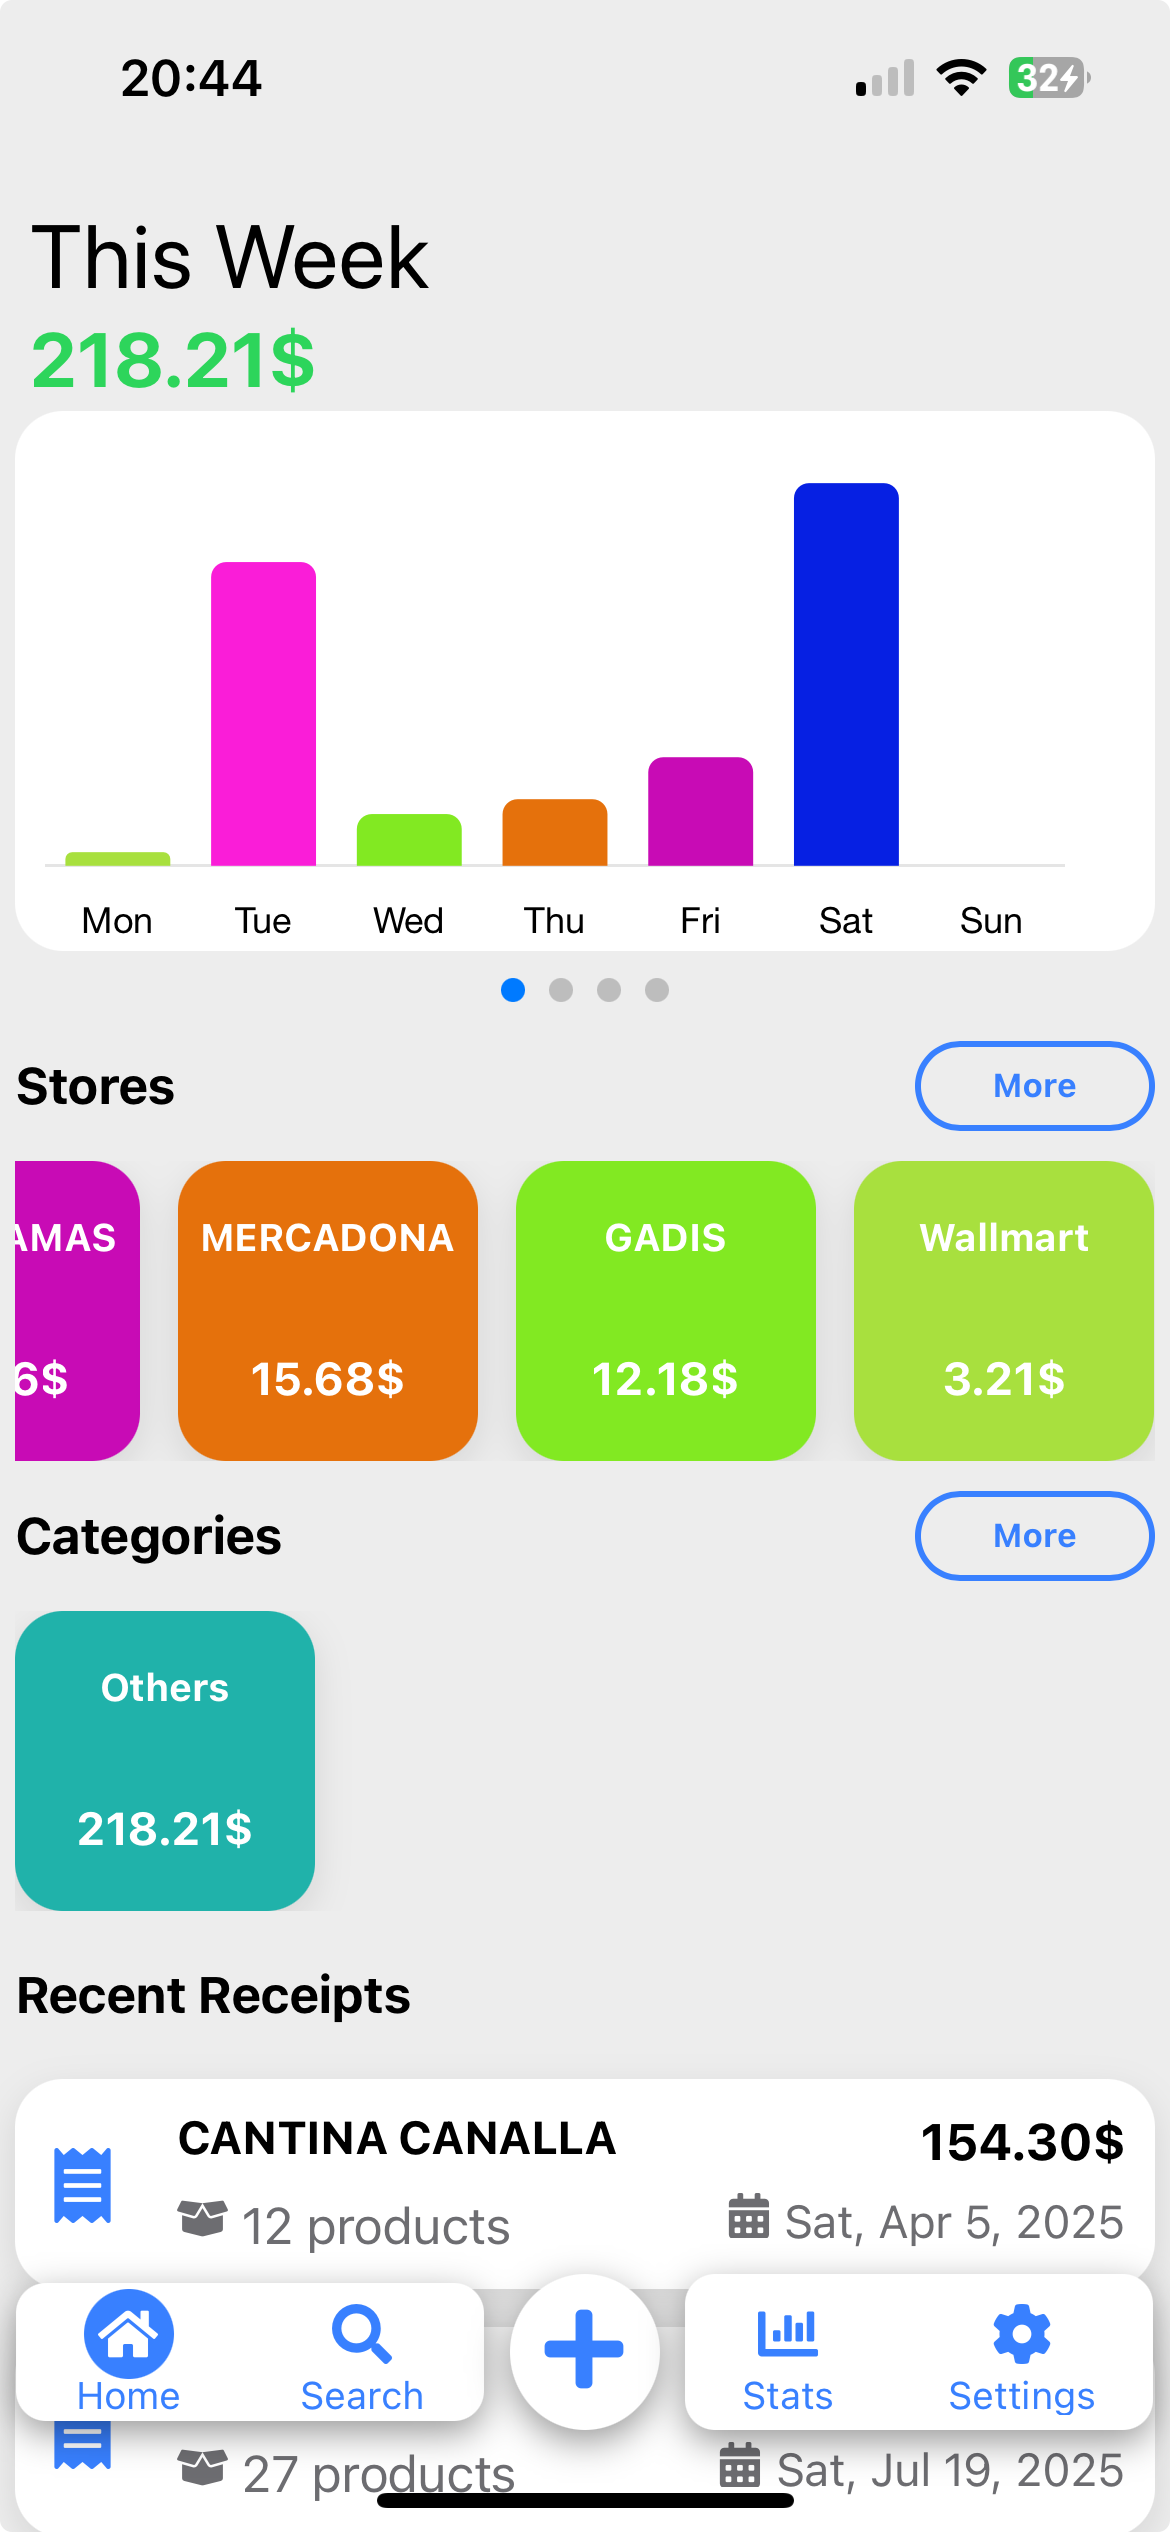 20:44
32
This Week
218.21$
Mon Tue Wed Thu Fri Sat Sun
Stores More
AMAS MERCADONA GADIS Wallmart
6$ 15.68$ 12.18$ 3.21$
Categories More
Others
218.21$
Recent Receipts
CANTINA CANALLA 154.30$
12 products Sat, Apr 5, 2025
Home Search Stats Settings
27 products Sat, Jul 19, 2025